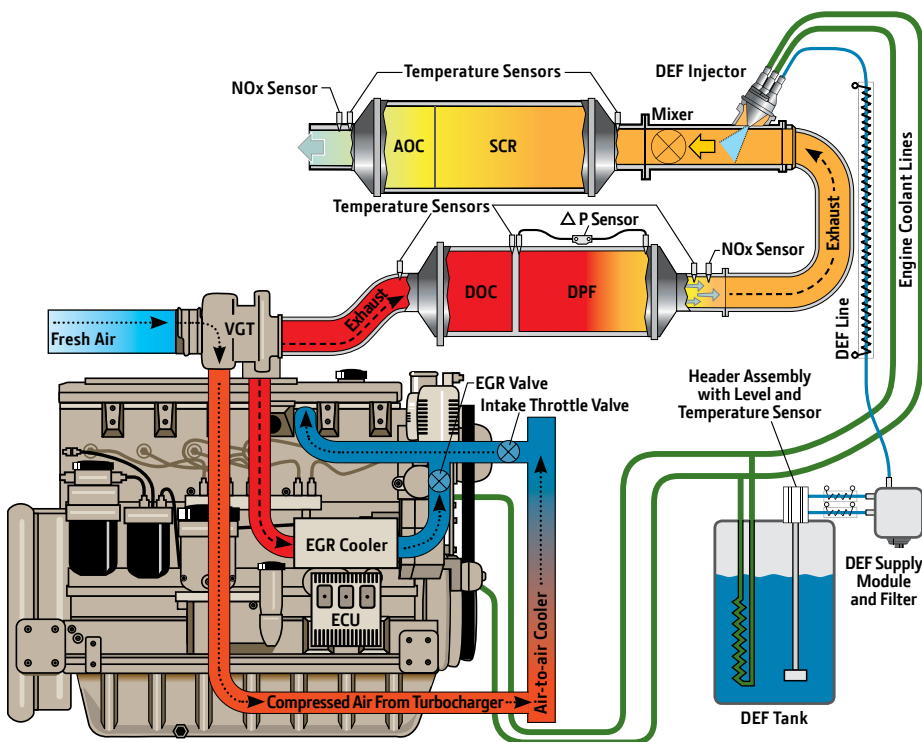 Temperature Sensors
NOx Sensor
DEF Injector
Mixer
AOC
SCR
Temperature Sensors
△ P Sensor
NOx Sensor
DOC
DPF
Exhaust
Exhaust
DEF Line
Engine Coolant Lines
Fresh Air
VGT
EGR Valve
Intake Throttle Valve
Header Assembly
with Level and
Temperature Sensor
EGR Cooler
ECU
Air-to-air Cooler
Compressed Air From Turbocharger
DEF Supply
Module
and Filter
DEF Tank